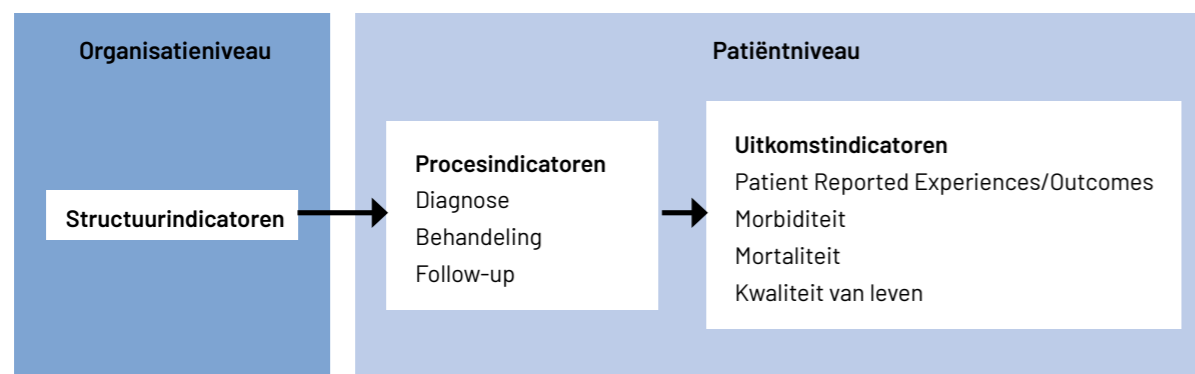 Organisatieniveau
Patiëntniveau
Structuurindicatoren
Procesindicatoren
Diagnose
Behandeling
Follow-up
Uitkomstindicatoren
Patient Reported Experiences/Outcomes
Morbiditeit
Mortaliteit
Kwaliteit van leven